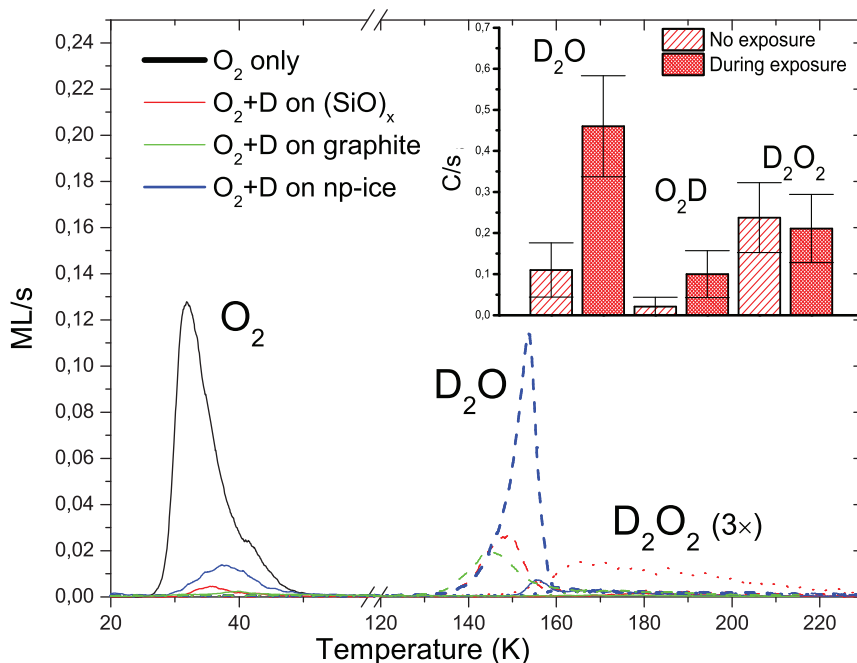 0,24
0,22
0,20
0,18
0,16
0,14
0,12
0,10
0,08
0,06
0,04
0,02
0,00
ML/s
O₂ only
O₂+D on (SiO)ₓ
O₂+D on graphite
O₂+D on np-ice
O₂
D₂O
D₂O₂ (3×)
20 40 120 140 160 180 200 220
Temperature (K)
0,7
0,6
0,5
0,4
0,3
0,2
0,1
0,0
C/s
No exposure
During exposure
D₂O
O₂D
D₂O₂